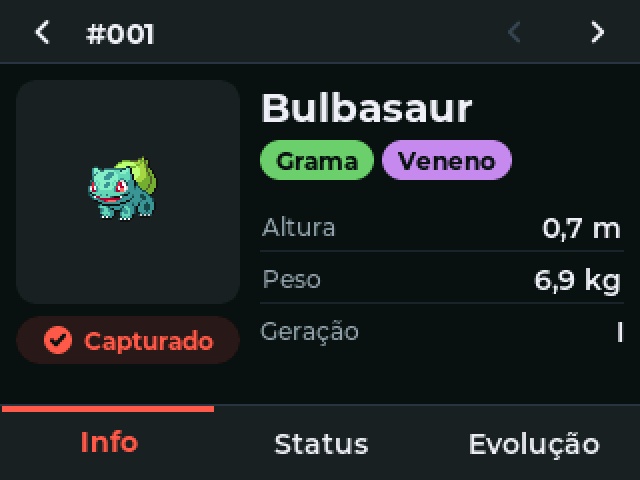 #001
Bulbasaur
Grama Veneno
Altura 0,7 m
Peso 6,9 kg
Geração I
Capturado
Info Status Evolução